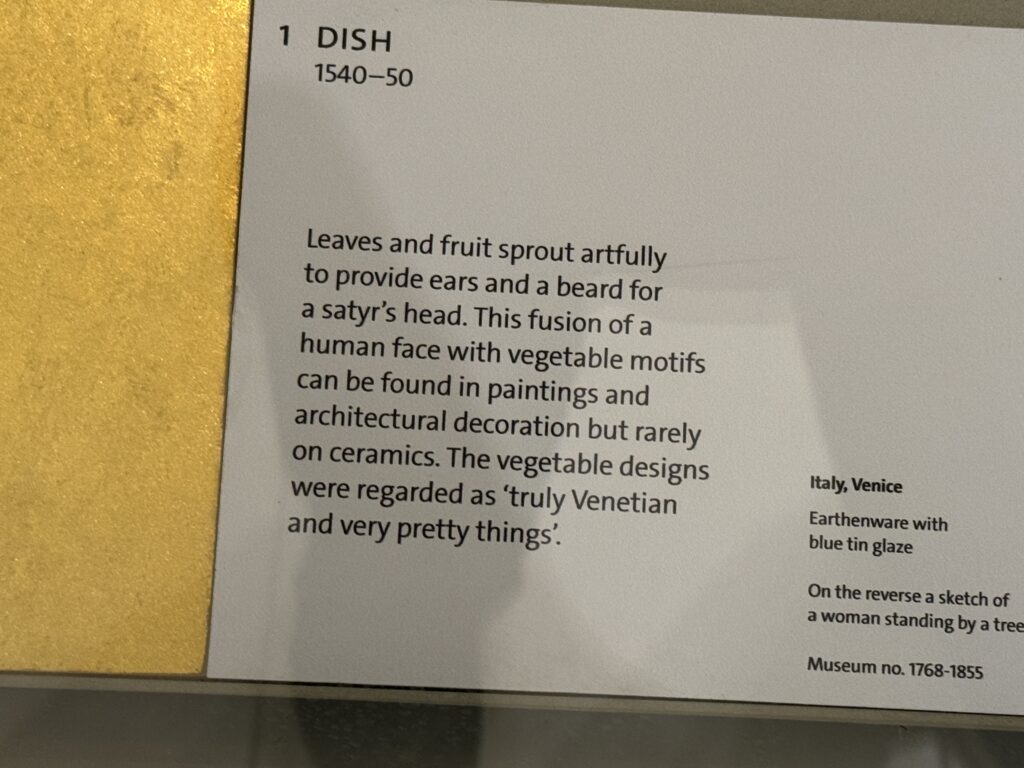 1 DISH
1540–50
Leaves and fruit sprout artfully
to provide ears and a beard for
a satyr's head. This fusion of a
human face with vegetable motifs
can be found in paintings and
architectural decoration but rarely
on ceramics. The vegetable designs
were regarded as ‘truly Venetian
and very pretty things’.
Italy, Venice
Earthenware with
blue tin glaze
On the reverse a sketch of
a woman standing by a tree
Museum no. 1768-1855